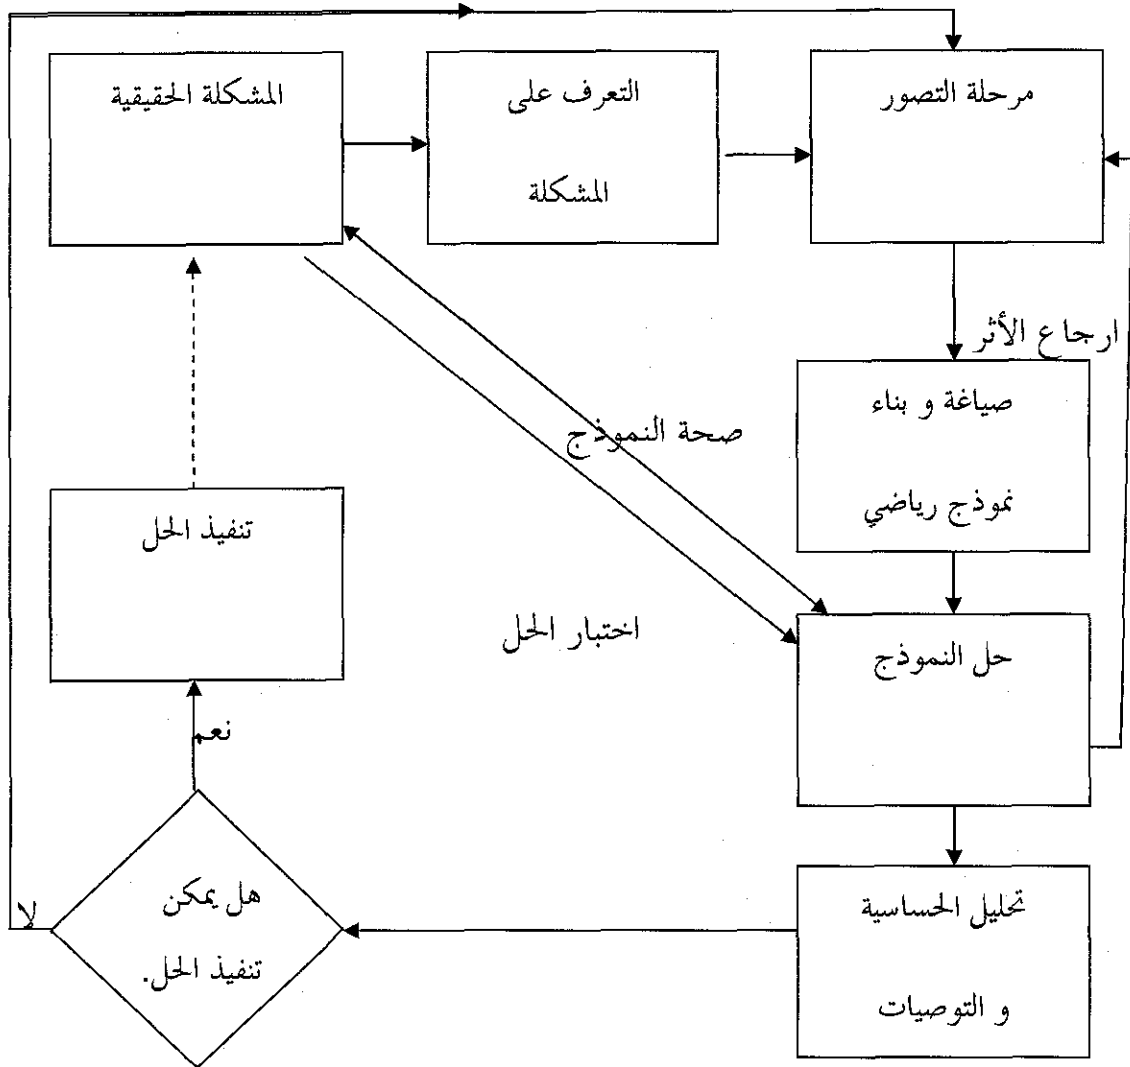 المشكلة الحقيقية
التعرف على
المشكلة
مرحلة التصور
ارجاع الأثر
صياغة و بناء
نموذج رياضي
صحة النموذج
تنفيذ الحل
اختبار الحل
حل النموذج
نعم
هل يمكن
تنفيذ الحل.
لا
تحليل الحساسية
و التوصيات